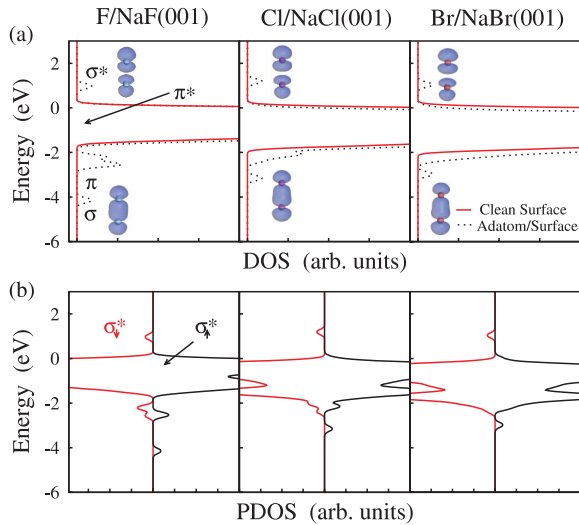 F/NaF(001) Cl/NaCl(001) Br/NaBr(001)
(a)
Energy (eV)
2
0
-2
-4
-6
σ*
π*
π
σ
Clean Surface
Adatom/Surface
DOS (arb. units)
(b)
Energy (eV)
2
0
-2
-4
-6
σ↓* σ↑*
PDOS (arb. units)